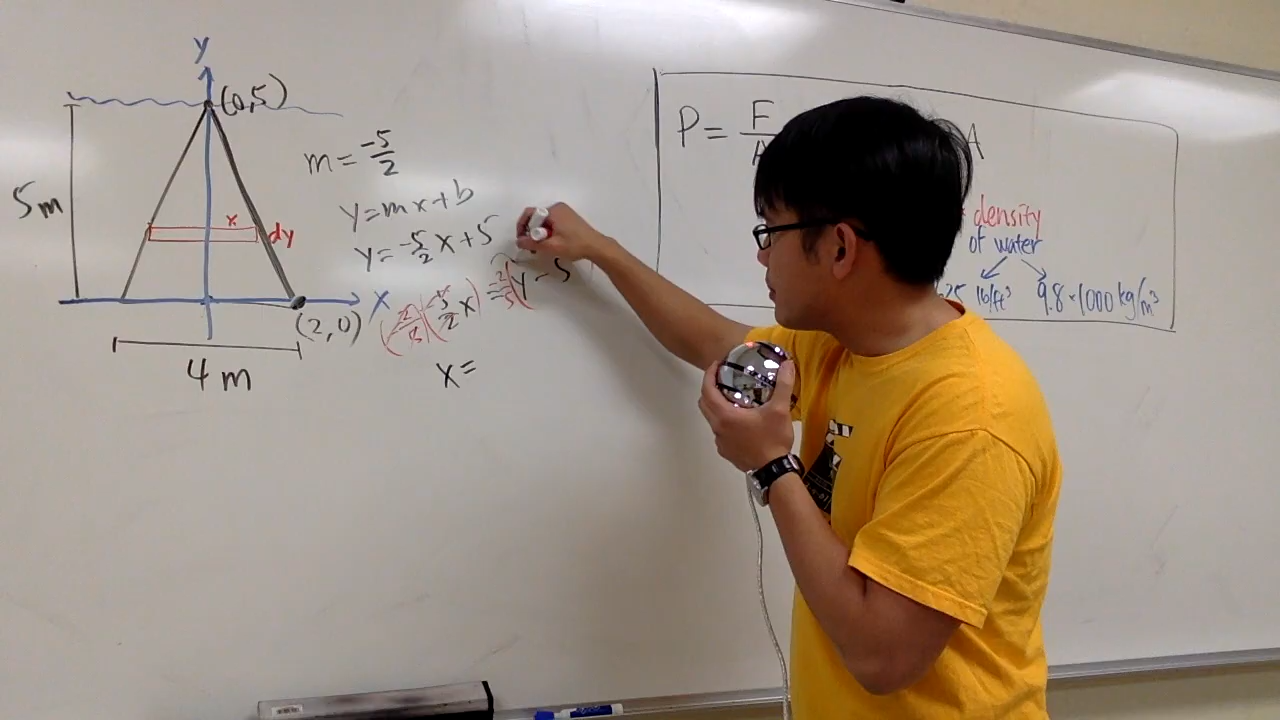 y
(0,5)
5m
x
dy
x
(2,0)
4 m
m = -5/2
y = mx + b
y = -5/2 x + 5
(-2/5)(-5/2 x) = -2/5(y - 5
x =
P = F/A
A
density
of water
lb/ft³ 9.8×1000 kg/m³